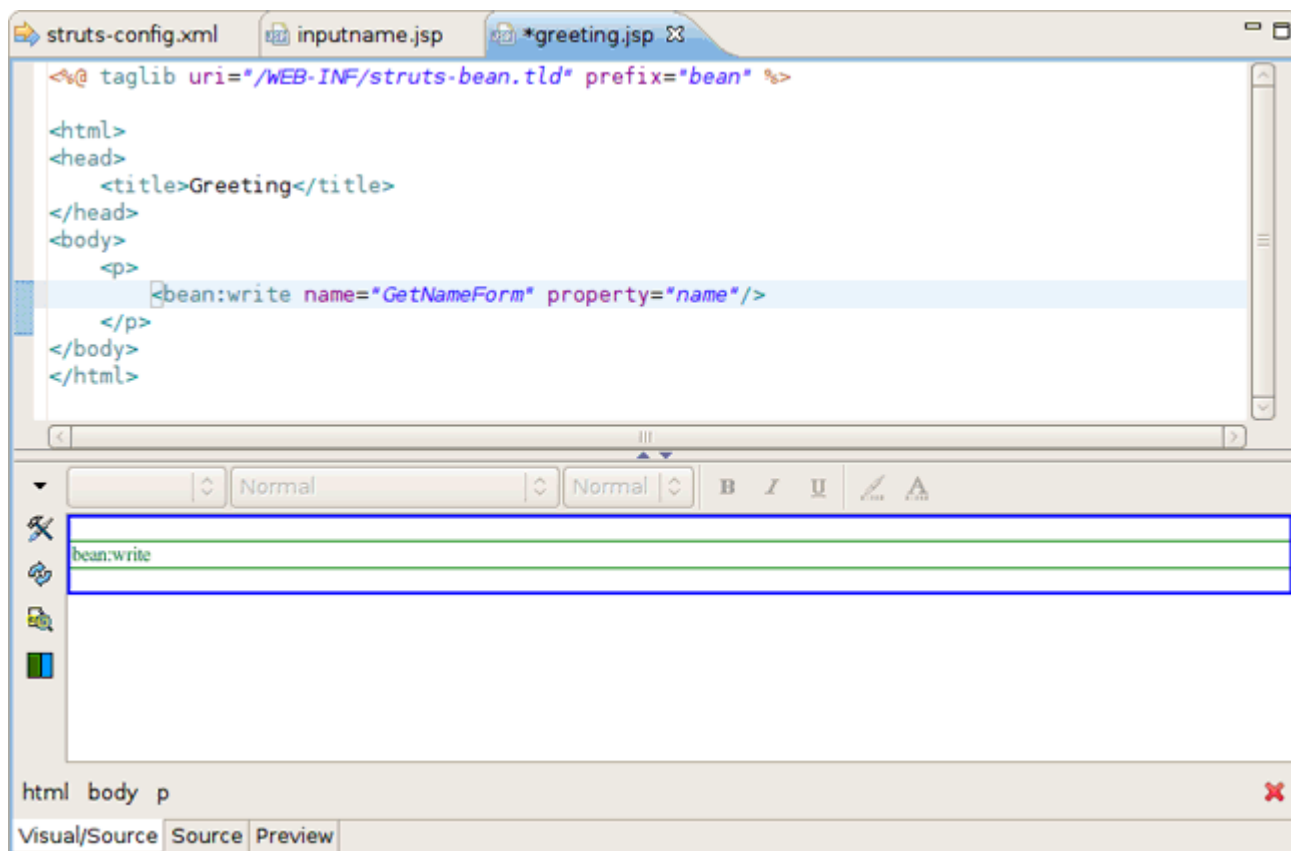 struts-config.xml inputname.jsp *greeting.jsp
<%@ taglib uri="/WEB-INF/struts-bean.tld" prefix="bean" %>
<html>
<head>
<title>Greeting</title>
</head>
<body>
<p>
<bean:write name="GetNameForm" property="name"/>
</p>
</body>
</html>
Normal Normal B I U A
bean:write
html body p
Visual/Source Source Preview